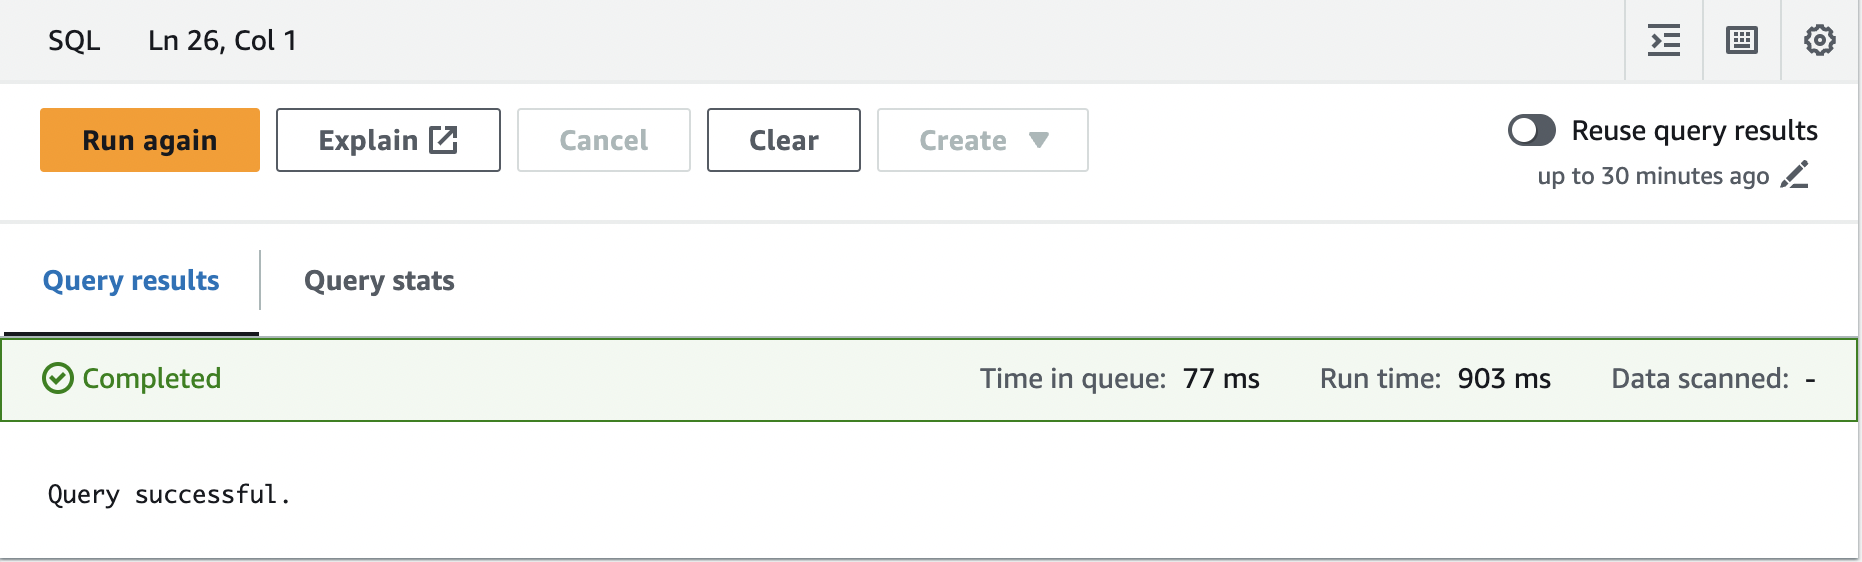 SQL Ln 26, Col 1
Run again Explain Cancel Clear Create Reuse query results
up to 30 minutes ago
Query results Query stats
Completed Time in queue: 77 ms Run time: 903 ms Data scanned: -
Query successful.